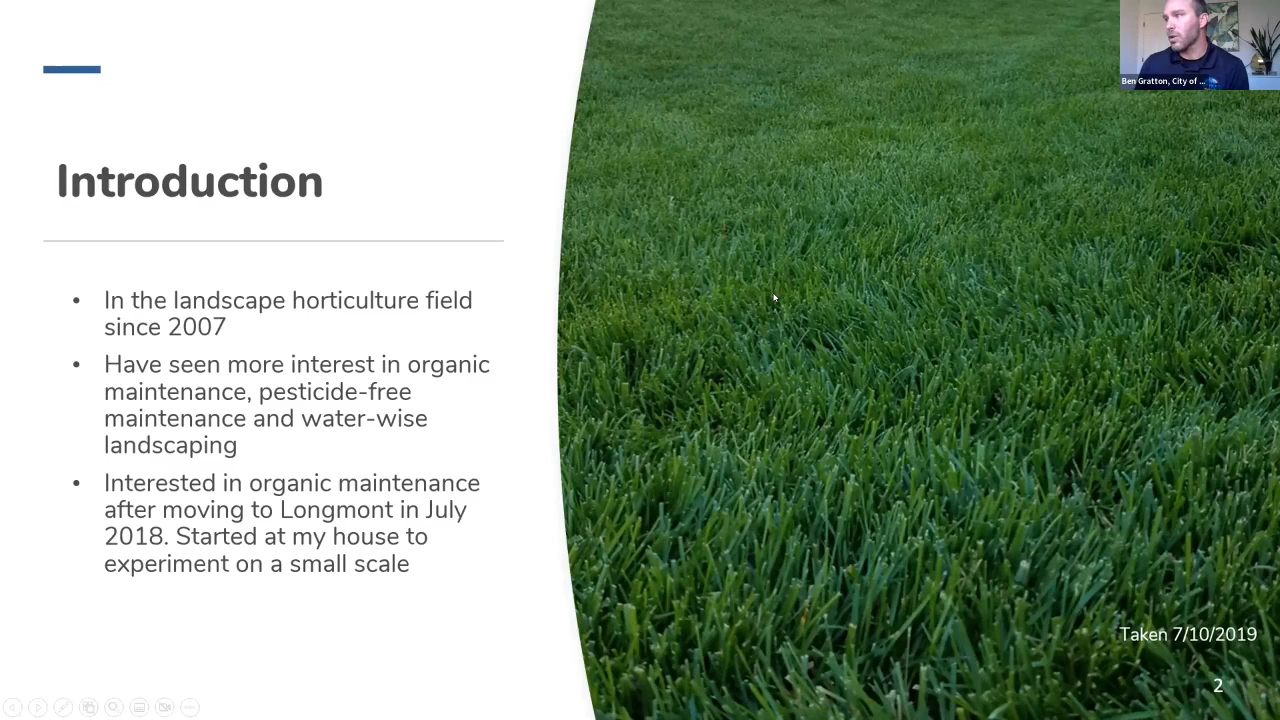 Ben Gratton, City of ...
Introduction
• In the landscape horticulture field
since 2007
• Have seen more interest in organic
maintenance, pesticide-free
maintenance and water-wise
landscaping
• Interested in organic maintenance
after moving to Longmont in July
2018. Started at my house to
experiment on a small scale
Taken 7/10/2019
2